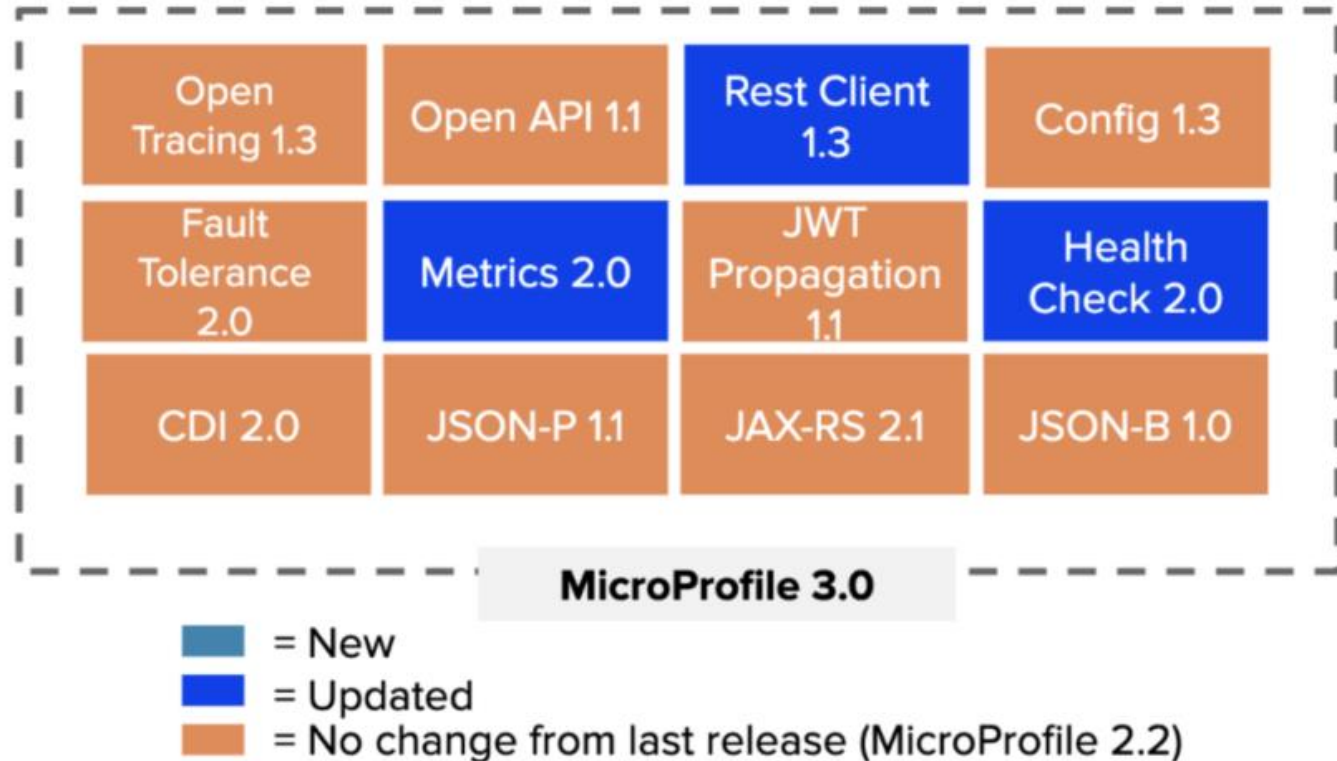 Open
Tracing 1.3
Open API 1.1
Rest Client
1.3
Config 1.3
Fault
Tolerance
2.0
Metrics 2.0
JWT
Propagation
1.1
Health
Check 2.0
CDI 2.0
JSON-P 1.1
JAX-RS 2.1
JSON-B 1.0
MicroProfile 3.0
= New
= Updated
= No change from last release (MicroProfile 2.2)